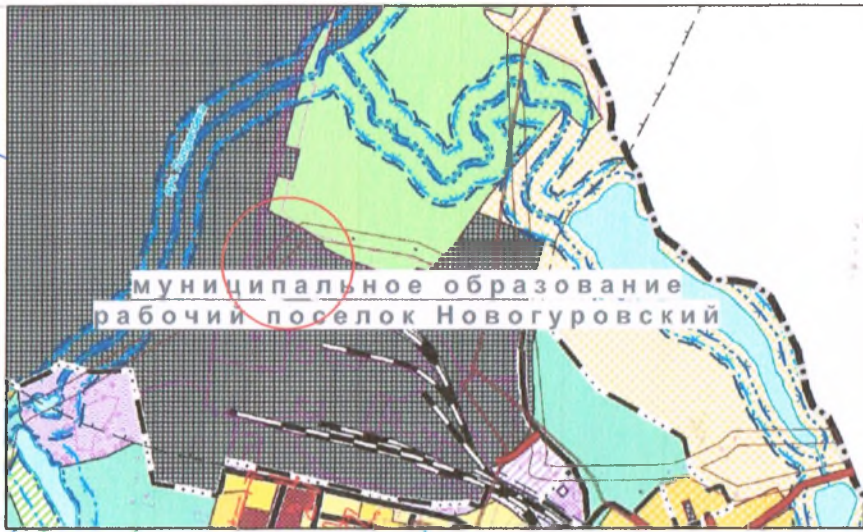 муниципальное образование
рабочий поселок Новогуровский